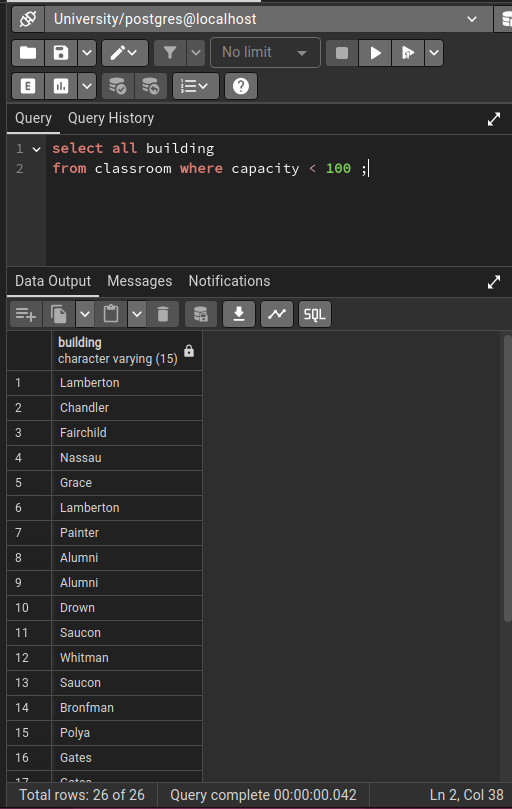 University/postgres@localhost
No limit
E
Query Query History
1 select all building
2 from classroom where capacity < 100 ;
Data Output Messages Notifications
SQL
building
character varying (15)
1 Lamberton
2 Chandler
3 Fairchild
4 Nassau
5 Grace
6 Lamberton
7 Painter
8 Alumni
9 Alumni
10 Drown
11 Saucon
12 Whitman
13 Saucon
14 Bronfman
15 Polya
16 Gates
17 Gates
Total rows: 26 of 26 Query complete 00:00:00.042 Ln 2, Col 38